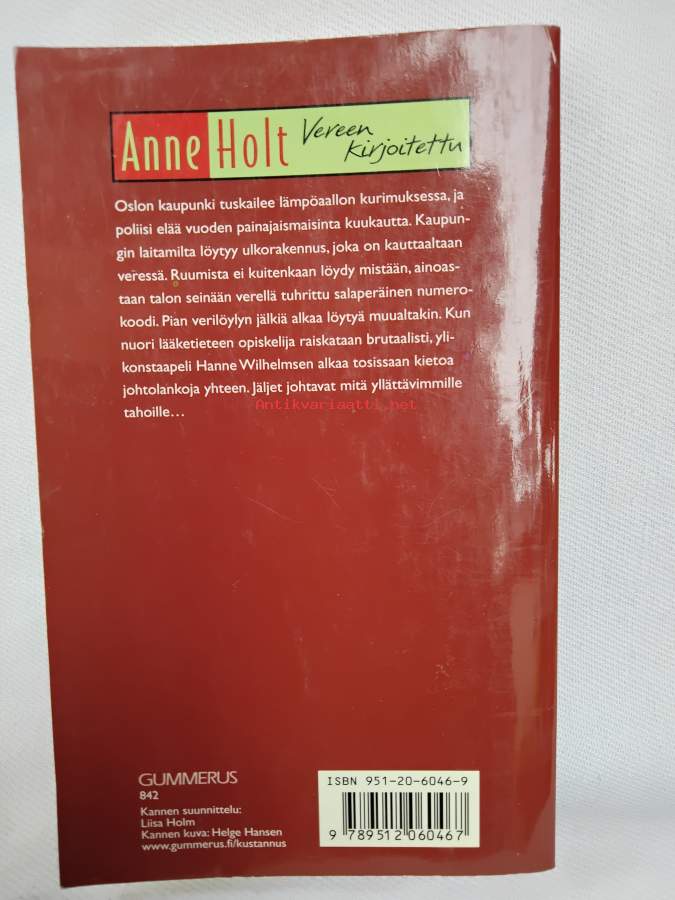 Anne Holt Vereen kirjoitettu
Oslon kaupunki tuskailee lämpöaallon kurimuksessa, ja
poliisi elää vuoden painajaismaisinta kuukautta. Kaupun-
gin laitamilta löytyy ulkorakennus, joka on kauttaaltaan
veressä. Ruumista ei kuitenkaan löydy mistään, ainoas-
taan talon seinään verellä tuhrittu salaperäinen numero-
koodi. Pian verilöylyn jälkiä alkaa löytyä muualtakin. Kun
nuori lääketieteen opiskelija raiskataan brutaalisti, yli-
konstaapeli Hanne Wilhelmsen alkaa tosissaan kietoa
johtolankoja yhteen. Jäljet johtavat mitä yllättävimmille
tahoille...
Antikvariaatti.net
GUMMERUS
842
Kannen suunnittelu:
Liisa Holm
Kannen kuva: Helge Hansen
www.gummerus.fi/kustannus
ISBN 951-20-6046-9
9 789512 060467